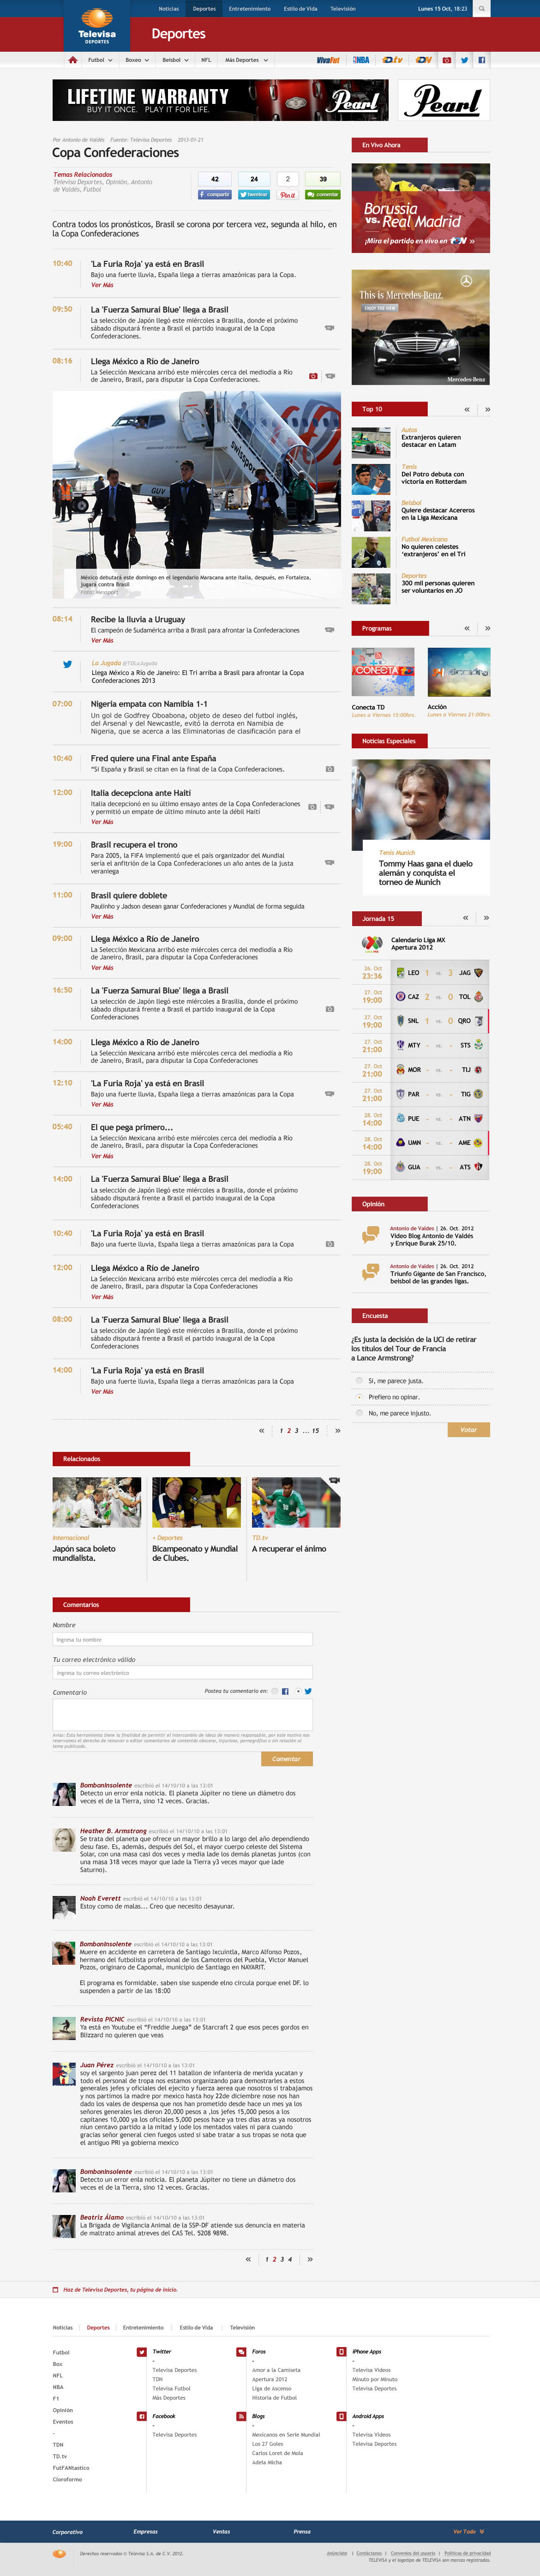 Noticias Deportes Entretenimiento Estilo de Vida Televisión Lunes 15 Oct, 18:23
Televisa
DEPORTES
Deportes
Futbol Boxeo Beisbol NFL Más Deportes VivaFut NBA TD.tv
LIFETIME WARRANTY
BUY IT ONCE. PLAY IT FOR LIFE.
Pearl
Pearl
Por Antonio de Valdés Fuente: Televisa Deportes 2013-01-21
Copa Confederaciones
Temas Relacionados
Televisa Deportes, Opinión, Antonio
de Valdés, Futbol
42 24 2 39
compartir twittear Pin it comentar
Contra todos los pronósticos, Brasil se corona por tercera vez, segunda al hilo, en
la Copa Confederaciones
10:40 'La Furia Roja' ya está en Brasil
Bajo una fuerte lluvia, España llega a tierras amazónicas para la Copa.
Ver Más
09:50 La 'Fuerza Samurai Blue' llega a Brasil
La selección de Japón llegó este miércoles a Brasilia, donde el próximo
sábado disputará frente a Brasil el partido inaugural de la Copa
Confederaciones.
08:16 Llega México a Río de Janeiro
La Selección Mexicana arribó este miércoles cerca del mediodía a Río
de Janeiro, Brasil, para disputar la Copa Confederaciones.
México debutará este domingo en el legendario Maracana ante Italia, después, en Fortaleza,
jugará contra Brasil
Foto: Mexsport
08:14 Recibe la lluvia a Uruguay
El campeón de Sudamérica arriba a Brasil para afrontar la Confederaciones
Ver Más
La Jugada @TDLaJugada
Llega México a Río de Janeiro: El Tri arriba a Brasil para afrontar la Copa
Confederaciones 2013
07:00 Nigeria empata con Namibia 1-1
Un gol de Godfrey Oboabona, objeto de deseo del futbol inglés,
del Arsenal y del Newcastle, evitó la derrota en Namibia de
Nigeria, que se acerca a las Eliminatorias de clasificación para el
10:40 Fred quiere una Final ante España
"Si España y Brasil se citan en la final de la Copa Confederaciones.
12:00 Italia decepciona ante Haití
Italia decepcionó en su último ensayo antes de la Copa Confederaciones
y permitió un empate de último minuto ante la débil Haití
Ver Más
19:00 Brasil recupera el trono
Para 2005, la FIFA implementó que el país organizador del Mundial
sería el anfitrión de la Copa Confederaciones un año antes de la justa
veraniega
11:00 Brasil quiere doblete
Paulinho y Jadson desean ganar Confederaciones y Mundial de forma seguida
Ver Más
09:00 Llega México a Río de Janeiro
La Selección Mexicana arribó este miércoles cerca del mediodía a Río
de Janeiro, Brasil, para disputar la Copa Confederaciones.
Ver Más
16:50 La 'Fuerza Samurai Blue' llega a Brasil
La selección de Japón llegó este miércoles a Brasilia, donde el próximo
sábado disputará frente a Brasil el partido inaugural de la Copa
Confederaciones
14:00 Llega México a Río de Janeiro
La Selección Mexicana arribó este miércoles cerca del mediodía a Río
de Janeiro, Brasil, para disputar la Copa Confederaciones
12:10 'La Furia Roja' ya está en Brasil
Bajo una fuerte lluvia, España llega a tierras amazónicas para la Copa
Ver Más
05:40 El que pega primero...
La Selección Mexicana arribó este miércoles cerca del mediodía a Río
de Janeiro, Brasil, para disputar la Copa Confederaciones.
Ver Más
14:00 La 'Fuerza Samurai Blue' llega a Brasil
La selección de Japón llegó este miércoles a Brasilia, donde el próximo
sábado disputará frente a Brasil el partido inaugural de la Copa
Confederaciones
10:40 'La Furia Roja' ya está en Brasil
Bajo una fuerte lluvia, España llega a tierras amazónicas para la Copa
12:00 Llega México a Río de Janeiro
La Selección Mexicana arribó este miércoles cerca del mediodía a Río
de Janeiro, Brasil, para disputar la Copa Confederaciones.
Ver Más
08:00 La 'Fuerza Samurai Blue' llega a Brasil
La selección de Japón llegó este miércoles a Brasilia, donde el próximo
sábado disputará frente a Brasil el partido inaugural de la Copa
Confederaciones
14:00 'La Furia Roja' ya está en Brasil
Bajo una fuerte lluvia, España llega a tierras amazónicas para la Copa
Ver Más
« 1 2 3 ... 15 »
Relacionados
Internacional
Japón saca boleto
mundialista.
+ Deportes
Bicampeonato y Mundial
de Clubes.
TD.tv
A recuperar el ánimo
Comentarios
Nombre
Ingresa tu nombre
Tu correo electrónico válido
Ingresa tu correo electrónico
Comentario Postea tu comentario en:
Aviso: Esta herramienta tiene la finalidad de permitir el intercambio de ideas de manera responsable, por este motivo nos
reservamos el derecho de remover o editar comentarios de contenido obsceno, injurioso, pornográfico o sin relación al
tema publicado.
Comentar
BombonInsolente escribió el 14/10/10 a las 13:01
Detecto un error enla noticia. El planeta Júpiter no tiene un diámetro dos
veces el de la Tierra, sino 12 veces. Gracias.
Heather B. Armstrong escribió el 14/10/10 a las 13:01
Se trata del planeta que ofrece un mayor brillo a lo largo del año dependiendo
desu fase. Es, además, después del Sol, el mayor cuerpo celeste del Sistema
Solar, con una masa casi dos veces y media lade los demás planetas juntos (con
una masa 318 veces mayor que lade la Tierra y3 veces mayor que lade
Saturno).
Noah Everett escribió el 14/10/10 a las 13:01
Estoy como de malas... Creo que necesito desayunar.
BombonInsolente escribió el 14/10/10 a las 13:01
Muere en accidente en carretera de Santiago Ixcuintla, Marco Alfonso Pozos,
hermano del futbolista profesional de los Camoteros del Puebla, Víctor Manuel
Pozos, originaro de Capomal, municipio de Santiago en NAYARIT.
El programa es formidable. saben sise suspende elno circula porque enel DF. lo
suspenden a partir de las 18:00
Revista PICNIC escribió el 14/10/10 a las 13:01
Ya está en Youtube el "Freddie Juega" de Starcraft 2 que esos peces gordos en
Blizzard no quieren que veas
Juan Pérez escribió el 14/10/10 a las 13:01
soy el sargento juan perez del 11 batallon de infanteria de merida yucatan y
todo el personal de tropa nos estamos organizando para demostrarles a estos
generales jefes y oficiales del ejercito y fuerza aerea que nosotros si trabajamos
y nos partimos la madre por mexico hasta hoy 22de diciembre nose nos han
dado los vales de despensa que nos han prometido desde hace un mes ya los
señores generales les dieron 20,000 pesos a ,los jefes 15,000 pesos a los
capitanes 10,000 ya los oficiales 5,000 pesos hace ya tres dias atras ya nosotros
niun centavo partido a la mitad y lode los mentados vales ni para cuando
gracias señor general cien fuegos usted si sabe tratar a sus tropas se nota que
el antiguo PRI ya gobierna mexico
BombonInsolente escribió el 14/10/10 a las 13:01
Detecto un error enla noticia. El planeta Júpiter no tiene un diámetro dos
veces el de la Tierra, sino 12 veces. Gracias.
Beatriz Álamo escribió el 14/10/10 a las 13:01
La Brigada de Vigilancia Animal de la SSP-DF atiende sus denuncia en materia
de maltrato animal atreves del CAS Tel. 5208 9898.
« 1 2 3 4 »
En Vivo Ahora
Borussia
vs. Real Madrid
¡Mira el partido en vivo en TDN »
This is Mercedes-Benz.
Mercedes-Benz
Top 10 « »
Autos
Extranjeros quieren
destacar en Latam
Tenis
Del Potro debuta con
victoria en Rotterdam
Beisbol
Quiere destacar Acereros
en la Liga Mexicana
Futbol Mexicano
No quieren celestes
'extranjeros' en el Tri
Deportes
300 mil personas quieren
ser voluntarios en JO
Programas « »
CONECTA
Conecta TD
Lunes a Viernes 15:00hrs.
Acción
Lunes a Viernes 21:00hrs.
Noticias Especiales
Tenis Munich
Tommy Haas gana el duelo
alemán y conquista el
torneo de Munich
Jornada 15 « »
Calendario Liga MX
Apertura 2012
26. Oct 23:36 LEO 1 vs. 3 JAG
27. Oct 19:00 CAZ 2 vs. 0 TOL
27. Oct 19:00 SNL 1 vs. 0 QRO
27. Oct 21:00 MTY - vs. - STS
27. Oct 21:00 MOR - vs. - TIJ
27. Oct 21:00 PAR - vs. - TIG
28. Oct 14:00 PUE - vs. - ATN
28. Oct 14:00 UMN - vs. - AME
28. Oct 19:00 GUA - vs. - ATS
Opinión
Antonio de Valdes | 26. Oct. 2012
Video Blog Antonio de Valdés
y Enrique Burak 25/10.
Antonio de Valdes | 26. Oct. 2012
Triunfo Gigante de San Francisco,
beisbol de las grandes ligas.
Encuesta
¿Es justa la decisión de la UCI de retirar
los títulos del Tour de Francia
a Lance Armstrong?
Si, me parece justa.
Prefiero no opinar.
No, me parece injusto.
Votar
Haz de Televisa Deportes, tu página de inicio.
Noticias Deportes Entretenimiento Estilo de Vida Televisión
Futbol
Box
NFL
NBA
F1
Opinión
Eventos
-
TDN
TD.tv
FutFANtastico
Cloroformo
Twitter
Televisa Deportes
TDN
Televisa Futbol
Más Deportes
Facebook
Televisa Deportes
Foros
Amor a la Camiseta
Apertura 2012
Liga de Ascenso
Historia de Futbol
Blogs
Mexicanos en Serie Mundial
Los 27 Goles
Carlos Loret de Mola
Adela Micha
iPhone Apps
Televisa Videos
Minuto por Minuto
Televisa Deportes
Android Apps
Televisa Videos
Televisa Deportes
Corporativo Empresas Ventas Prensa Ver Todo
Derechos reservados © Televisa S.A. de C.V. 2012.
Anúnciate | Contáctanos | Convenios del usuario | Políticas de privacidad
TELEVISA y el logotipo de TELEVISA son marcas registradas.